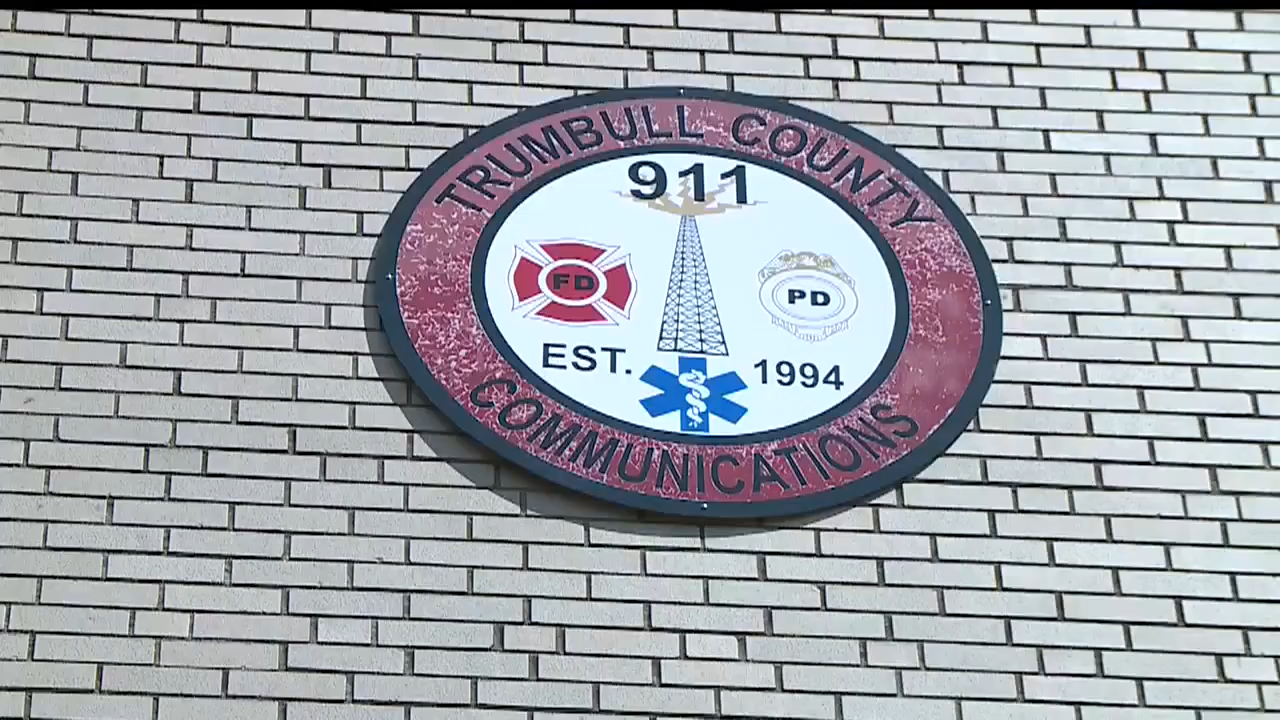 TRUMBULL COUNTY
911
FD
PD
EST. 1994
COMMUNICATIONS